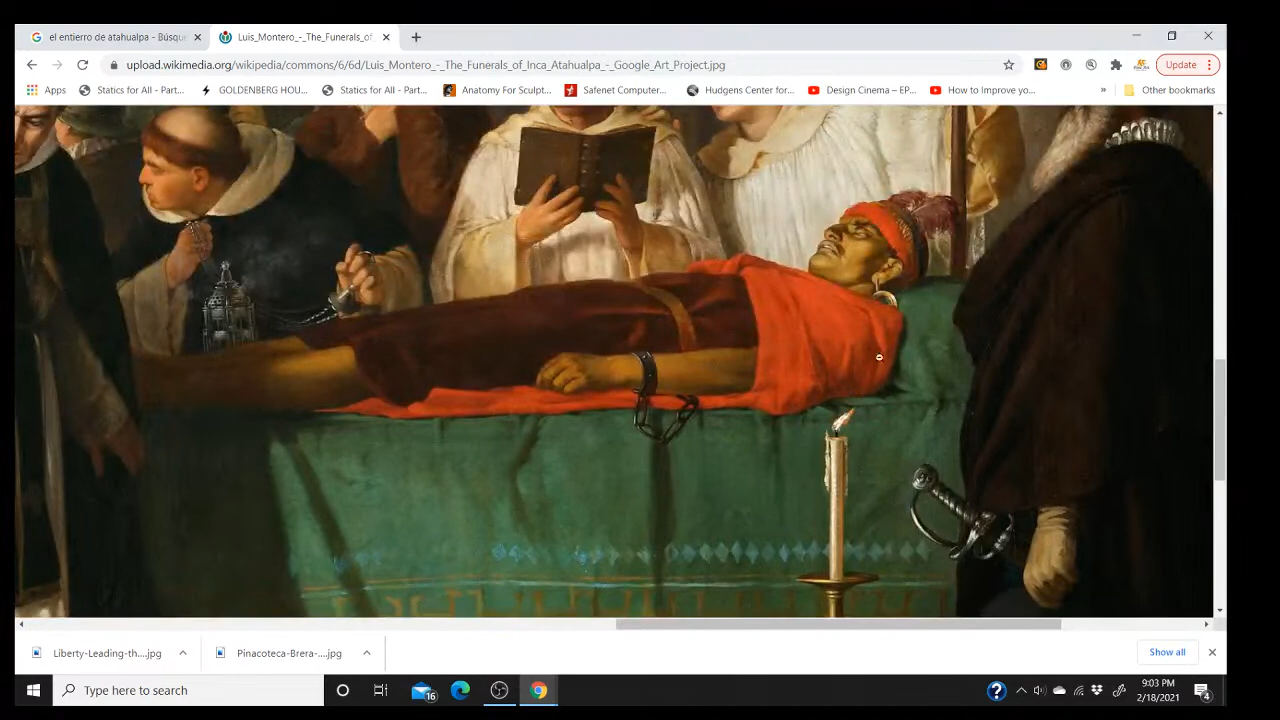 el entierro de atahualpa - Búsqu
Luis_Montero_-_The_Funerals_of
upload.wikimedia.org/wikipedia/commons/6/6d/Luis_Montero_-_The_Funerals_of_Inca_Atahualpa_-_Google_Art_Project.jpg
Update
Apps
Statics for All - Part...
GOLDENBERG HOU...
Statics for All - Part...
Anatomy For Sculpt...
Safenet Computer...
Hudgens Center for...
Design Cinema – EP...
How to Improve yo...
»
Other bookmarks
Liberty-Leading-th....jpg
Pinacoteca-Brera-....jpg
Show all
Type here to search
16
9:03 PM
2/18/2021
4